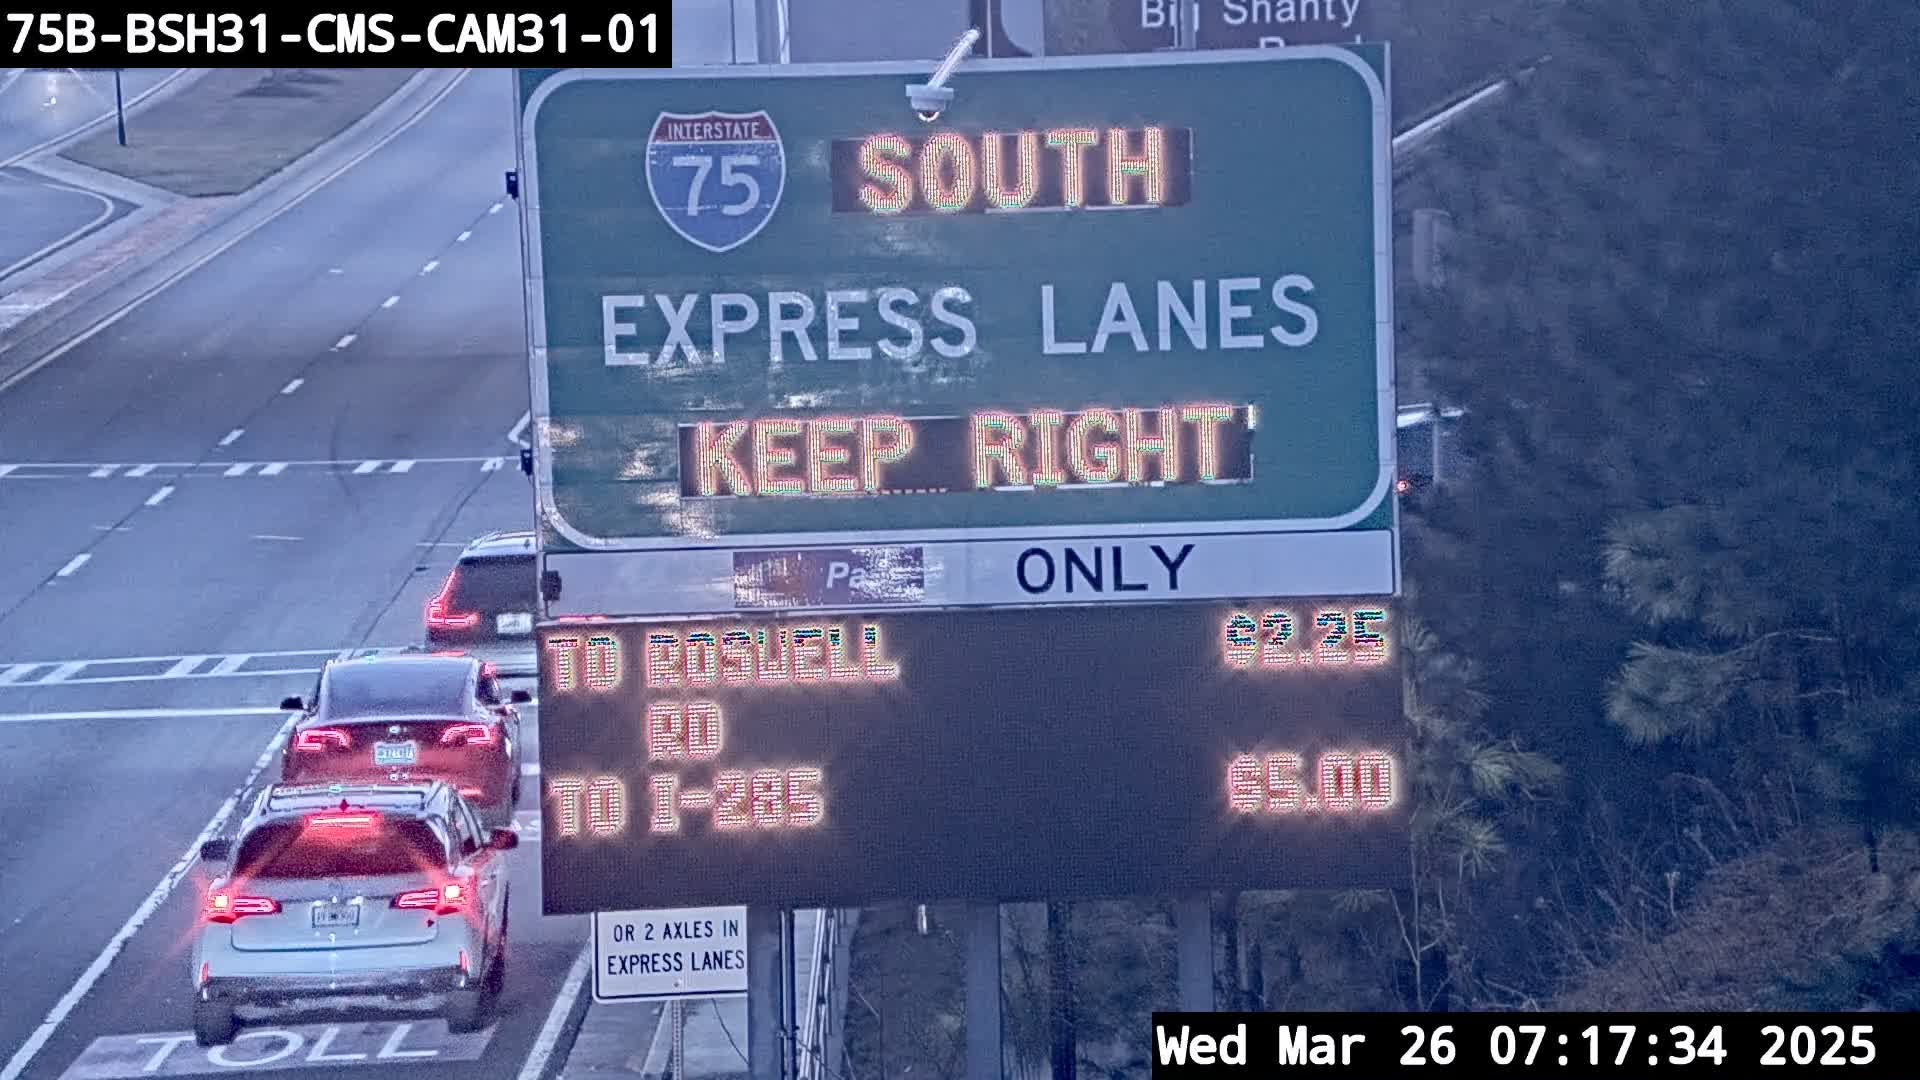 75B-BSH31-CMS-CAM31-01
Big Shanty
INTERSTATE
75
SOUTH
EXPRESS LANES
KEEP RIGHT
ONLY
TO ROSWELL $2.25
RD
TO I-285 $5.00
OR 2 AXLES IN
EXPRESS LANES
TOLL
Wed Mar 26 07:17:34 2025